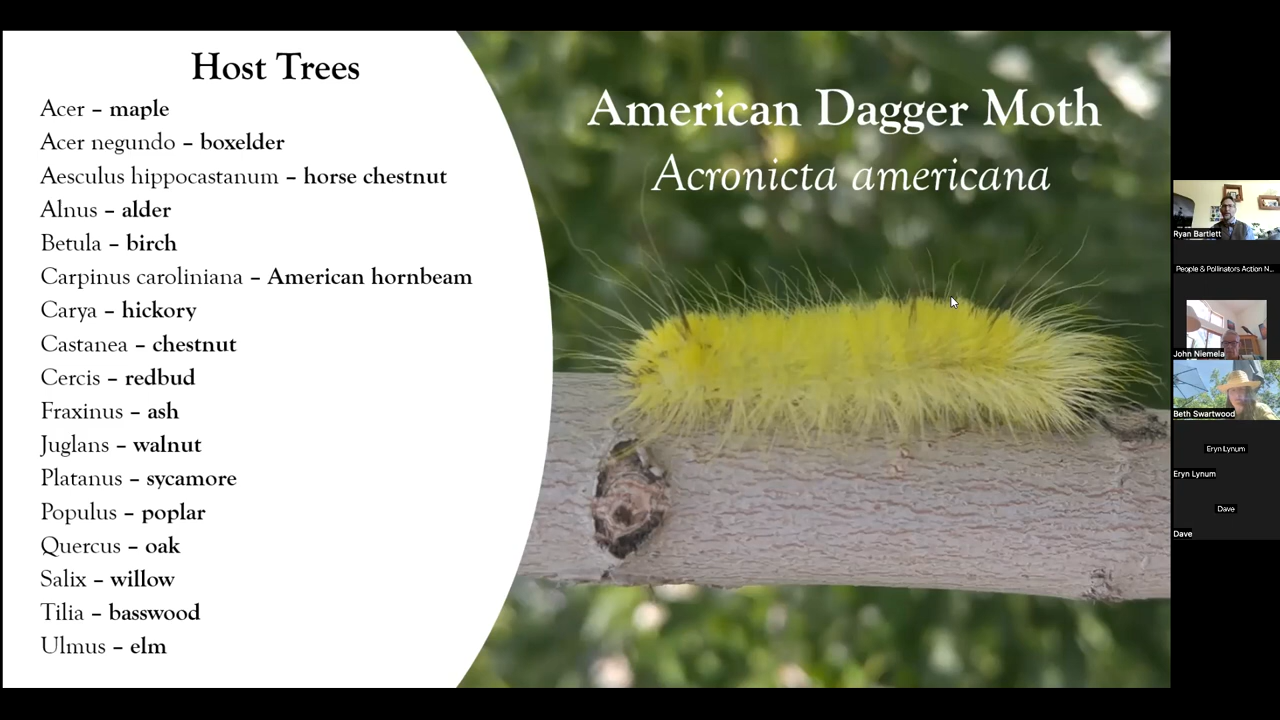 Host Trees
Acer – maple
Acer negundo – boxelder
Aesculus hippocastanum – horse chestnut
Alnus – alder
Betula – birch
Carpinus caroliniana – American hornbeam
Carya – hickory
Castanea – chestnut
Cercis – redbud
Fraxinus – ash
Juglans – walnut
Platanus – sycamore
Populus – poplar
Quercus – oak
Salix – willow
Tilia – basswood
Ulmus – elm
American Dagger Moth
Acronicta americana
Ryan Bartlett
People & Pollinators Action N...
John Niemela
Beth Swartwood
Eryn Lynum
Eryn Lynum
Dave
Dave